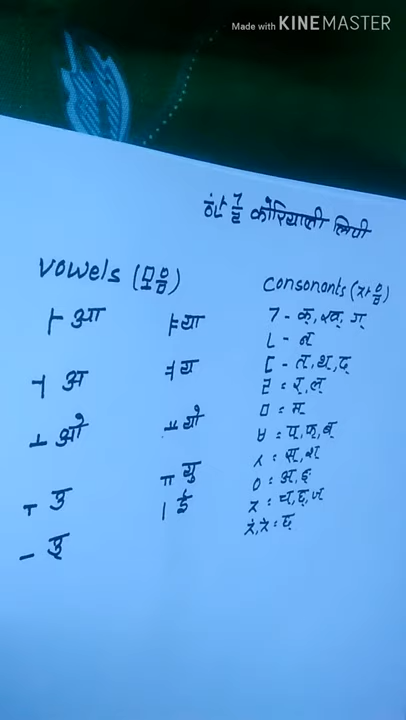 Made with KINEMASTER
한글 कोरियाली लिपी
vowels (모음)
ㅏ आ
ㅑ या
ㅓ अ
ㅕ य
ㅗ ओ
ㅛ यो
ㅠ यु
ㅜ उ
ㅣ ई
ㅡ उ
consonants (자음)
ㄱ - क्, ख्, ग्
ㄴ - न
ㄷ - त्, थ्, द्
ㄹ = र्, ल्
ㅁ = म
ㅂ = प्, फ्, ब्
ㅅ = स्, श्
ㅇ = अ,
ㅈ =